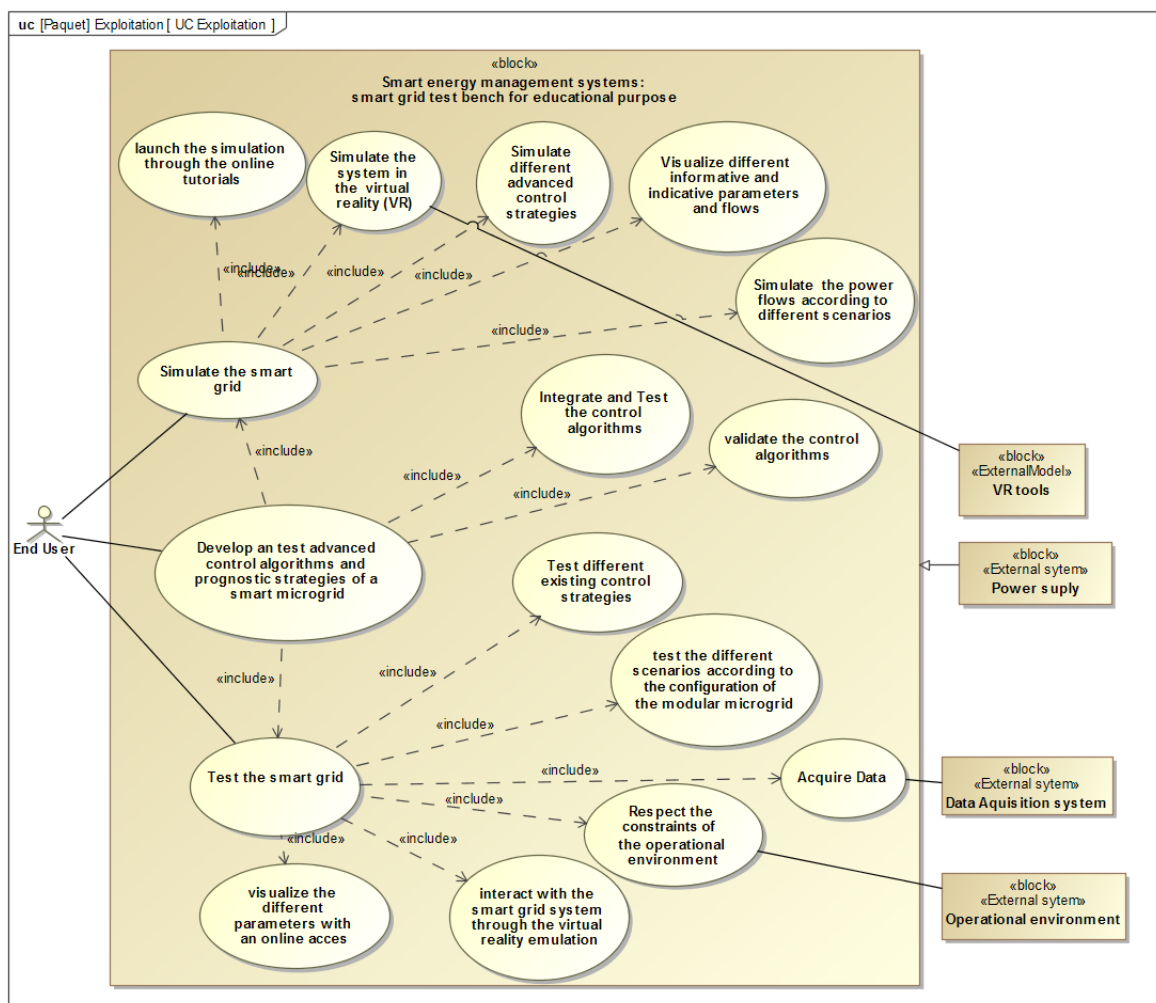 uc [Paquet] Exploitation [ UC Exploitation ]
«block»
Smart energy management systems:
smart grid test bench for educational purpose
launch the simulation
through the online
tutorials
Simulate the
system in
the virtual
reality (VR)
Simulate
different
advanced
control
strategies
Visualize different
informative and
indicative parameters
and flows
«include»
«include»
«include»
«include»
Simulate the power
flows according to
different scenarios
«include»
Simulate the smart
grid
Integrate and Test
the control
algorithms
validate the control
algorithms
«include»
«include»
«include»
«block»
«ExternalModel»
VR tools
End User
Develop an test advanced
control algorithms and
prognostic strategies of a
smart microgrid
Test different
existing control
strategies
«block»
«External sytem»
Power suply
test the different
scenarios according to
the configuration of
the modular microgrid
«include»
«include»
«include»
Test the smart grid
«include»
Acquire Data
«block»
«External sytem»
Data Aquisition system
«include»
«include»
«include»
Respect the
constraints of
the operational
environment
visualize the
different
parameters with
an online acces
interact with the
smart grid system
through the virtual
reality emulation
«block»
«External sytem»
Operational environment